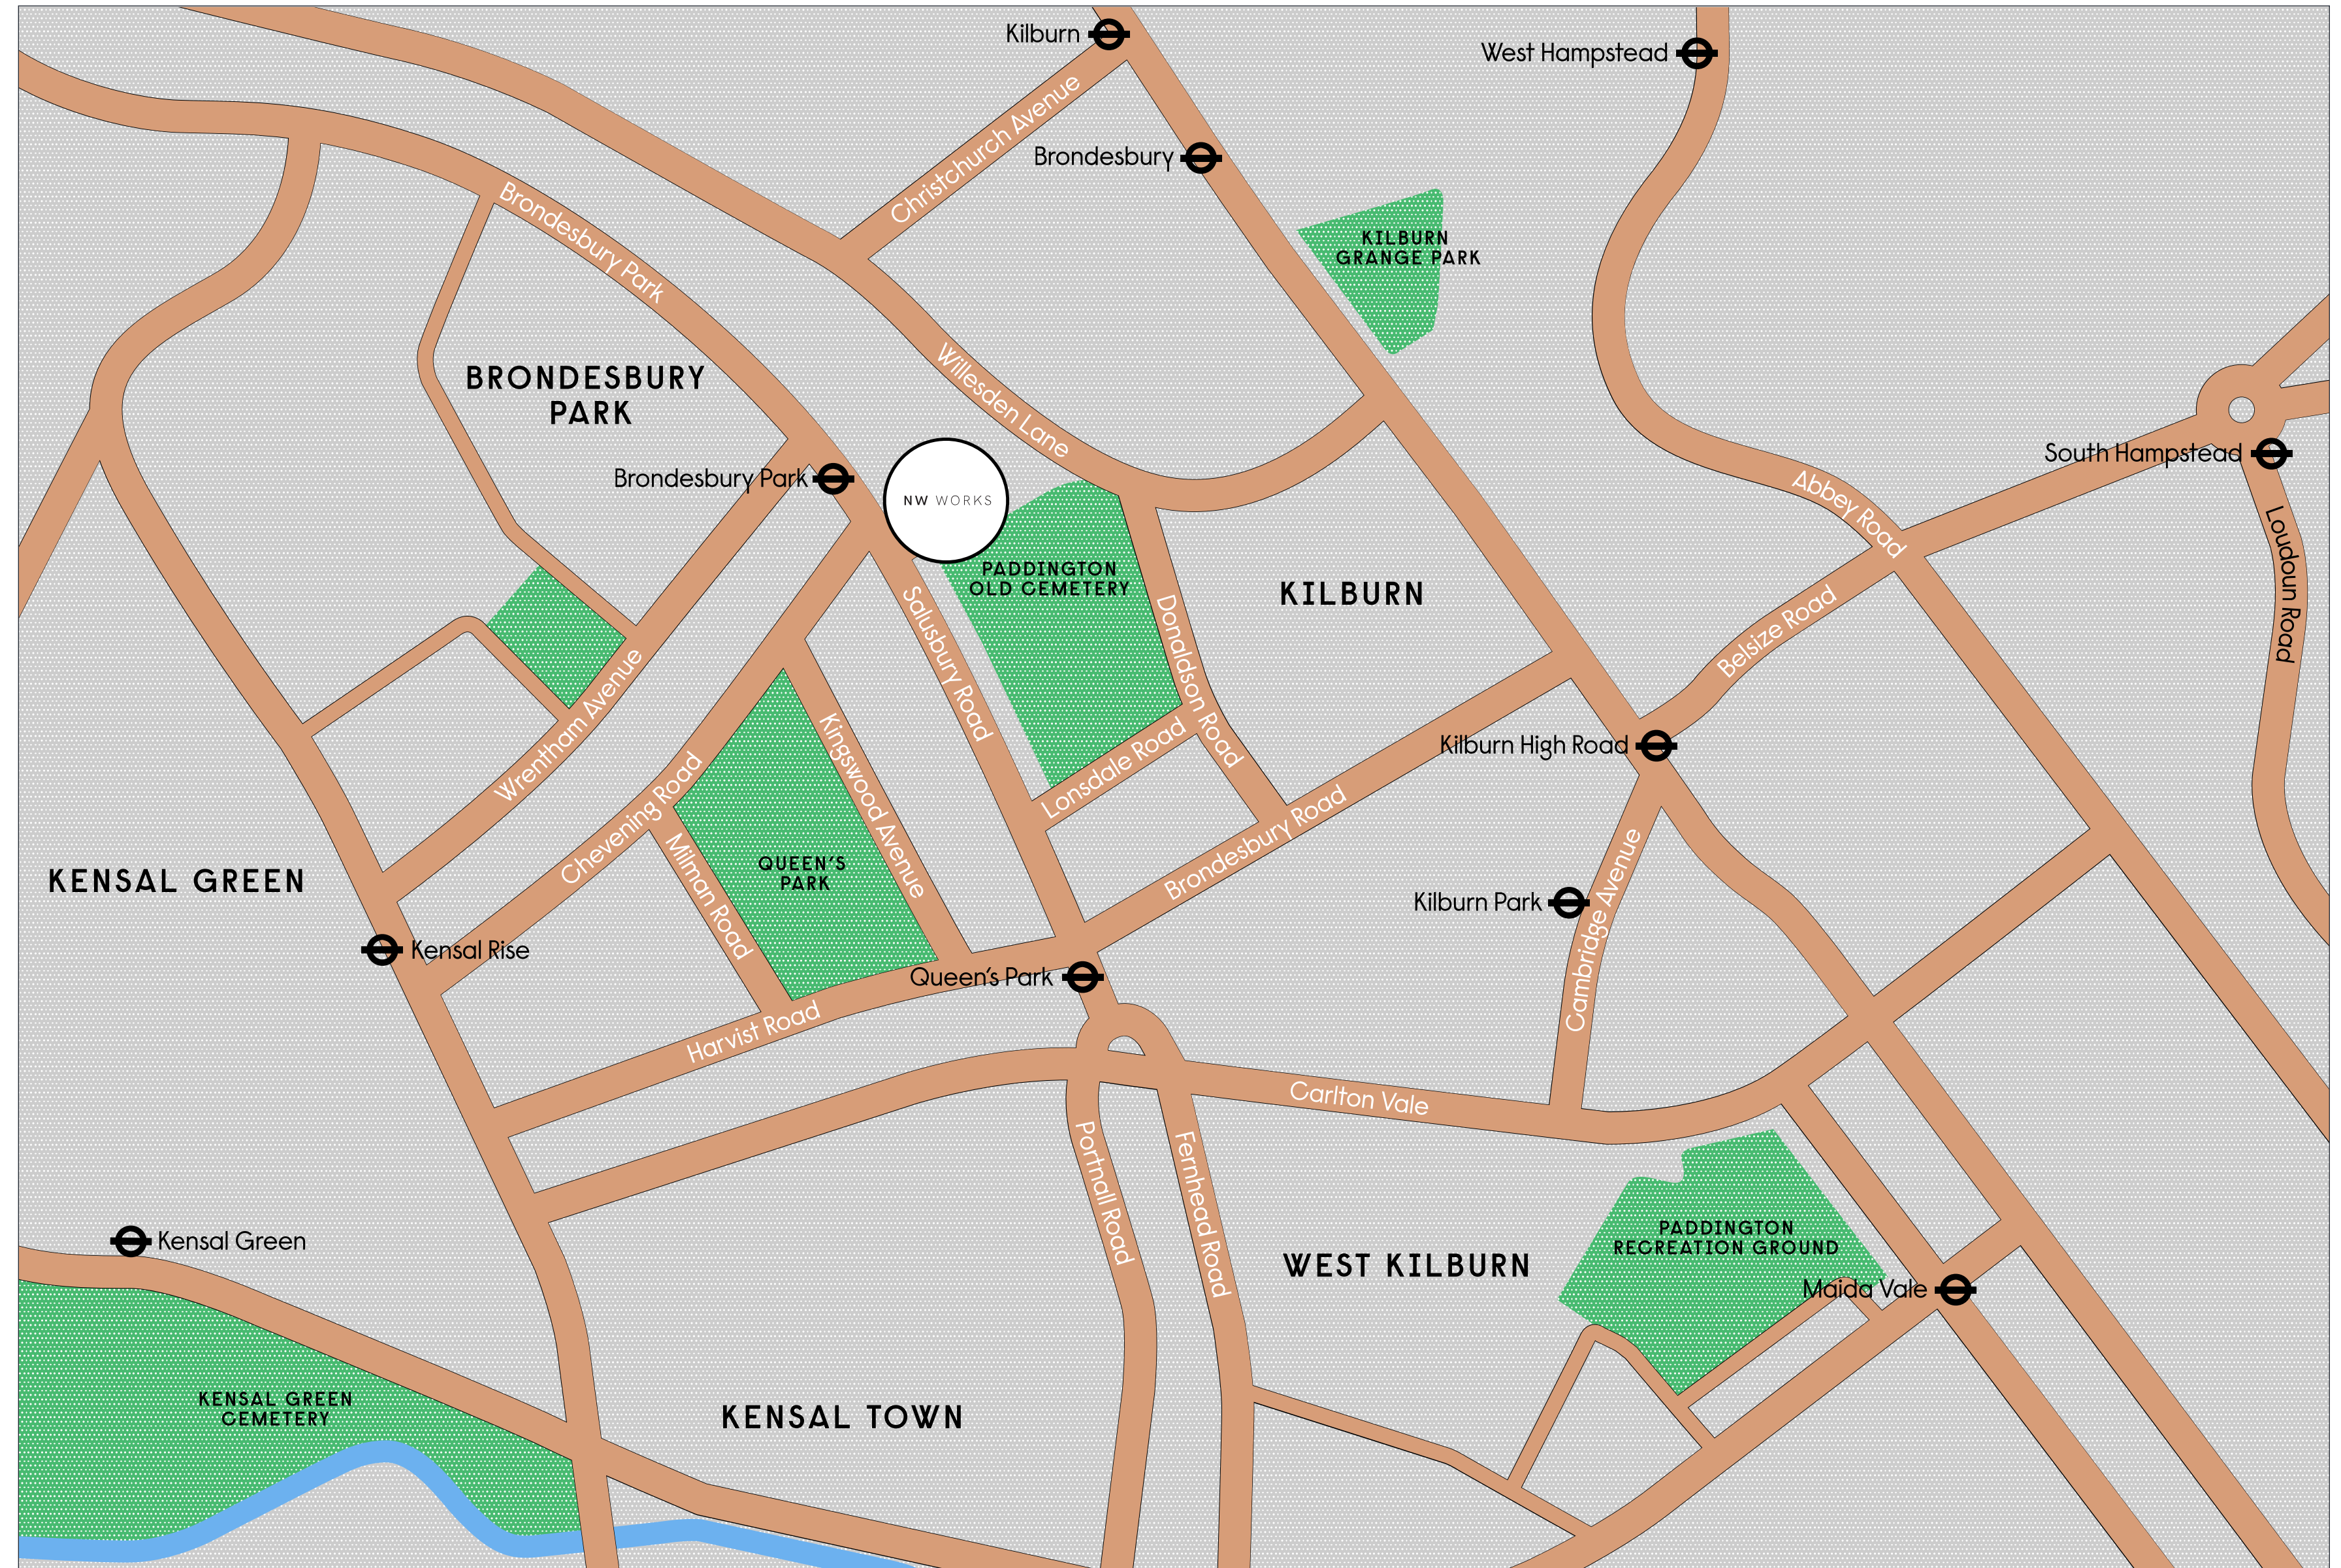 Kilburn
West Hampstead
Christchurch Avenue
Brondesbury
Brondesbury Park
KILBURN
GRANGE PARK
BRONDESBURY
PARK
Willesden Lane
Brondesbury Park
NW WORKS
South Hampstead
Abbey Road
Loudoun Road
PADDINGTON
OLD CEMETERY
KILBURN
Belsize Road
Salusbury Road
Donaldson Road
Wrentham Avenue
Kingswood Avenue
Lonsdale Road
Kilburn High Road
Chevening Road
Brondesbury Road
Milman Road
QUEEN'S
PARK
KENSAL GREEN
Kilburn Park
Cambridge Avenue
Kensal Rise
Queen's Park
Harvist Road
Carlton Vale
Portnall Road
Fernhead Road
Kensal Green
WEST KILBURN
PADDINGTON
RECREATION GROUND
Maida Vale
KENSAL GREEN
CEMETERY
KENSAL TOWN